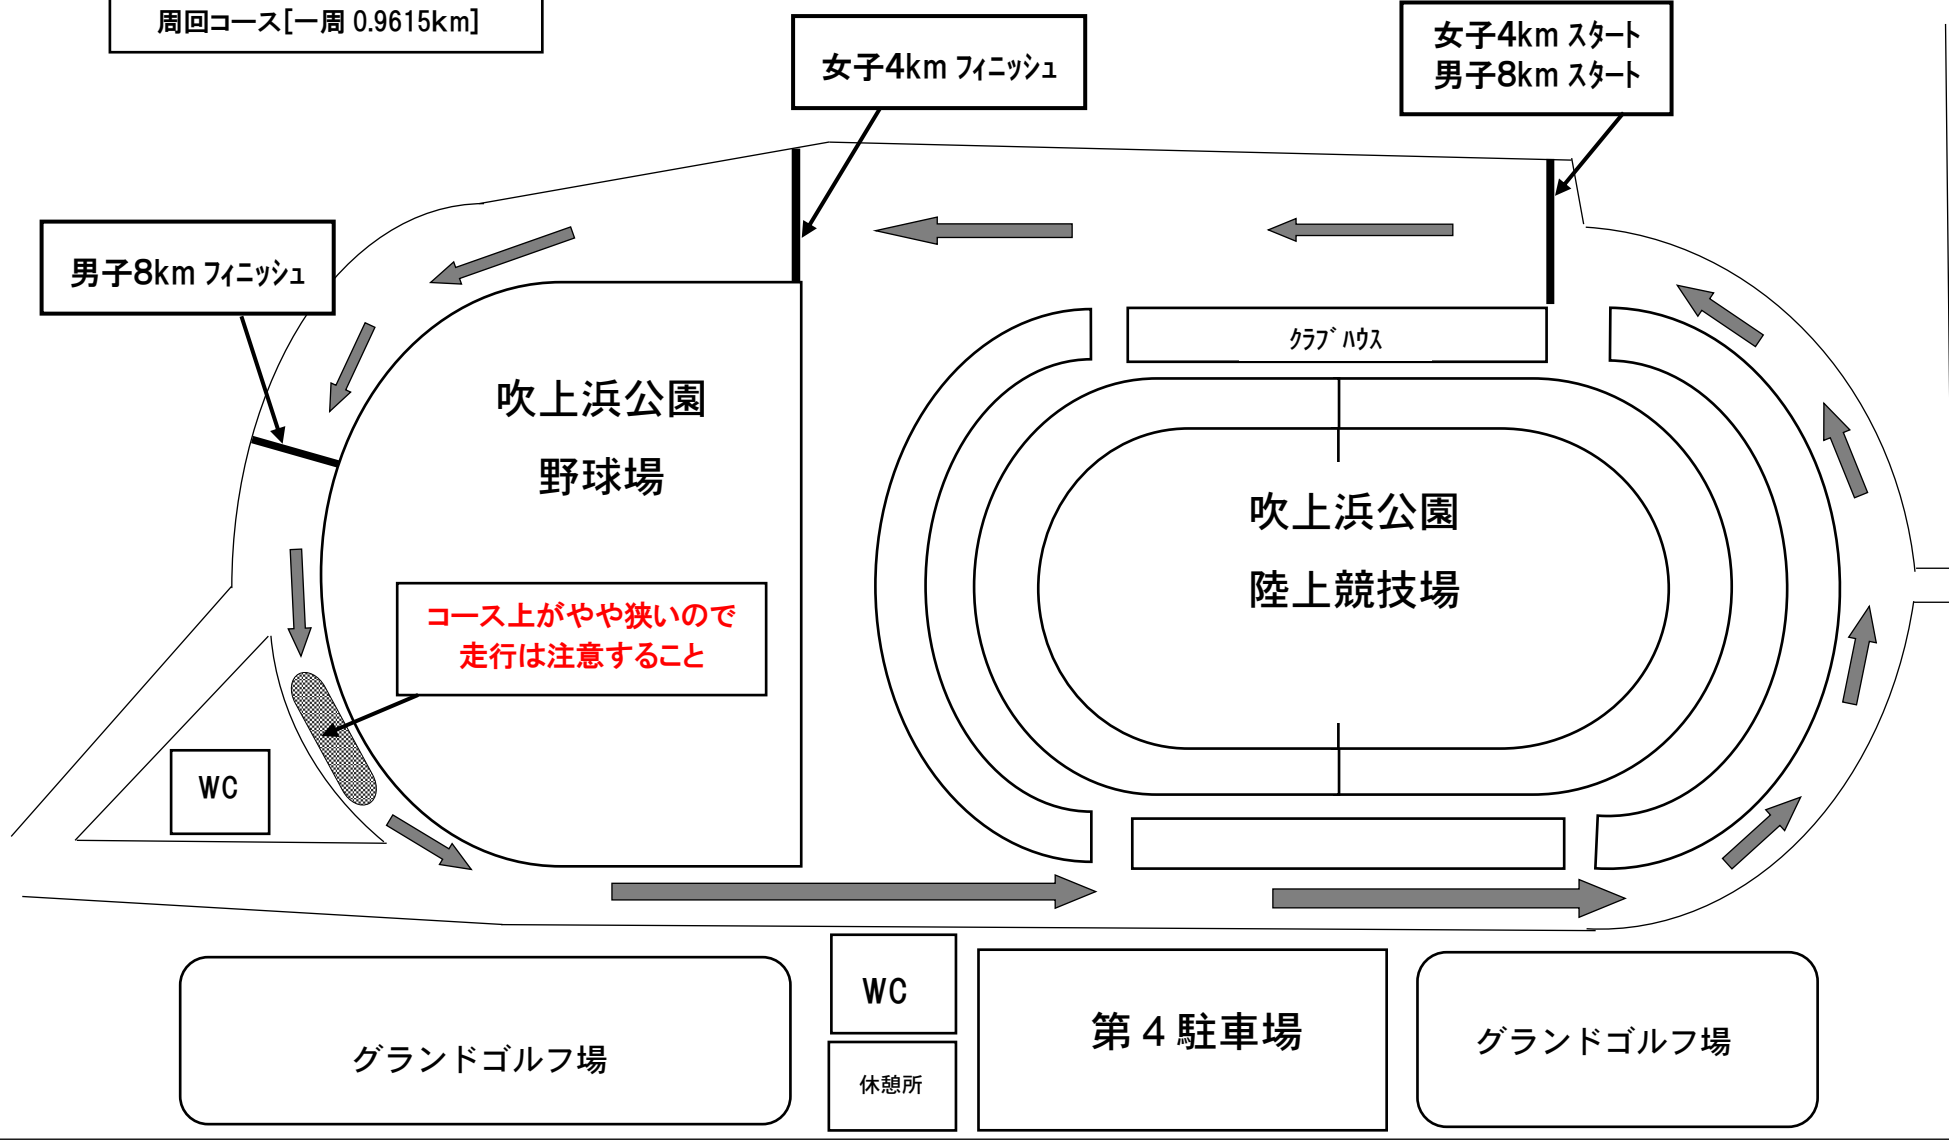 周回コース[一周 0.9615km]
女子4km フィニッシュ
女子4km スタート
男子8km スタート
男子8km フィニッシュ
クラブハウス
吹上浜公園
野球場
吹上浜公園
陸上競技場
コース上がやや狭いので
走行は注意すること
WC
WC
休憩所
第4駐車場
グランドゴルフ場
グランドゴルフ場